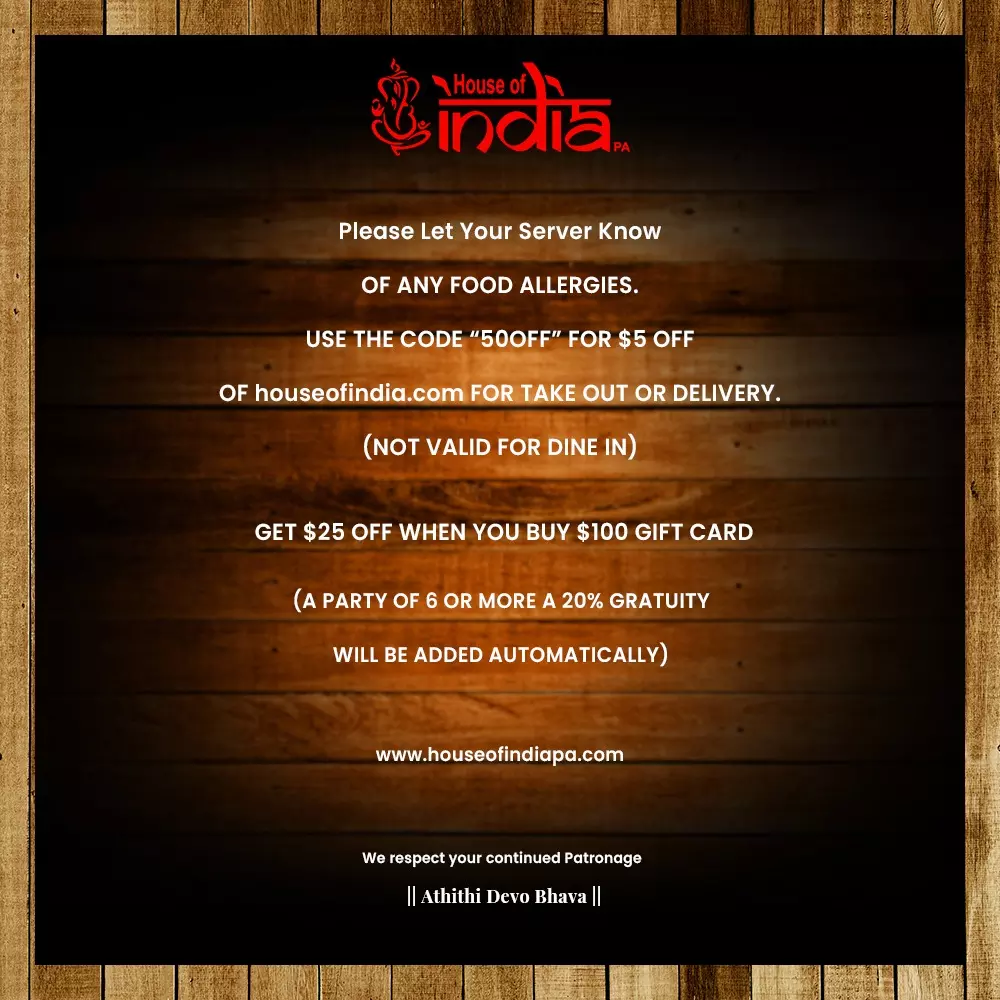 House of
india PA
Please Let Your Server Know
OF ANY FOOD ALLERGIES.
USE THE CODE “50OFF” FOR $5 OFF
OF houseofindia.com FOR TAKE OUT OR DELIVERY.
(NOT VALID FOR DINE IN)
GET $25 OFF WHEN YOU BUY $100 GIFT CARD
(A PARTY OF 6 OR MORE A 20% GRATUITY
WILL BE ADDED AUTOMATICALLY)
www.houseofindiapa.com
We respect your continued Patronage
|| Athithi Devo Bhava ||